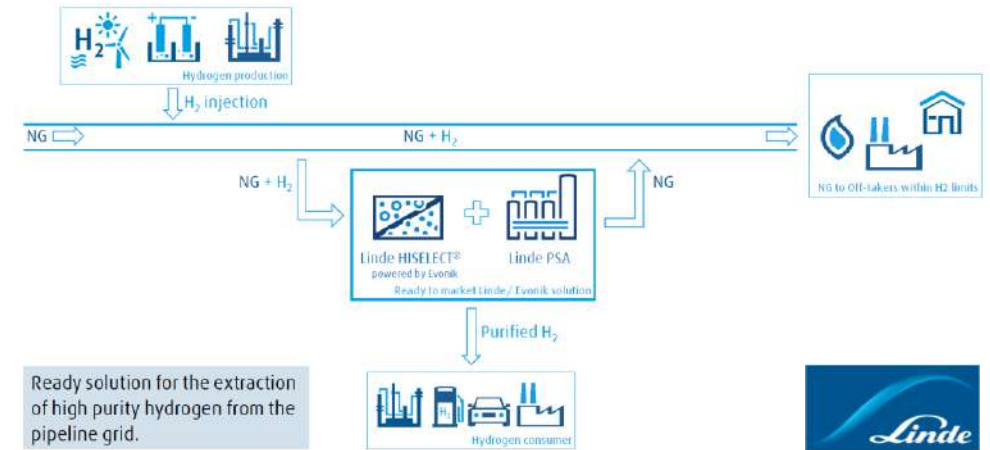 H2
Hydrogen production
H₂ injection
NG
NG + H₂
NG to Off-takers within H2 limits
NG + H₂
NG
Linde HISELECT®
powered by Evonik
Linde PSA
Ready to market Linde/ Evonik solution
Purified H₂
H₂
Hydrogen consumer
Ready solution for the extraction
of high purity hydrogen from the
pipeline grid.
Linde